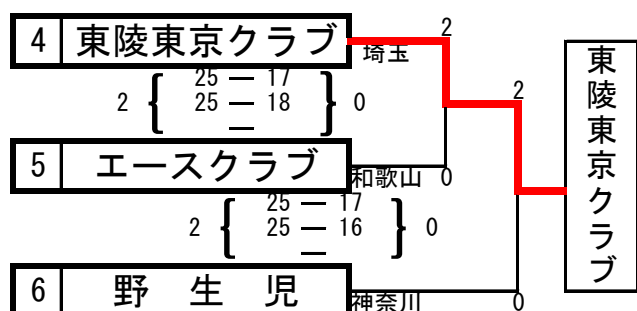 4 東陵東京クラブ 埼玉 2
2 { 25 — 17 } 0
25 — 18
—
5 エースクラブ 和歌山 0
2 { 25 — 17 } 0
25 — 16
—
6 野生児 神奈川 0
2
東陵東京クラブ